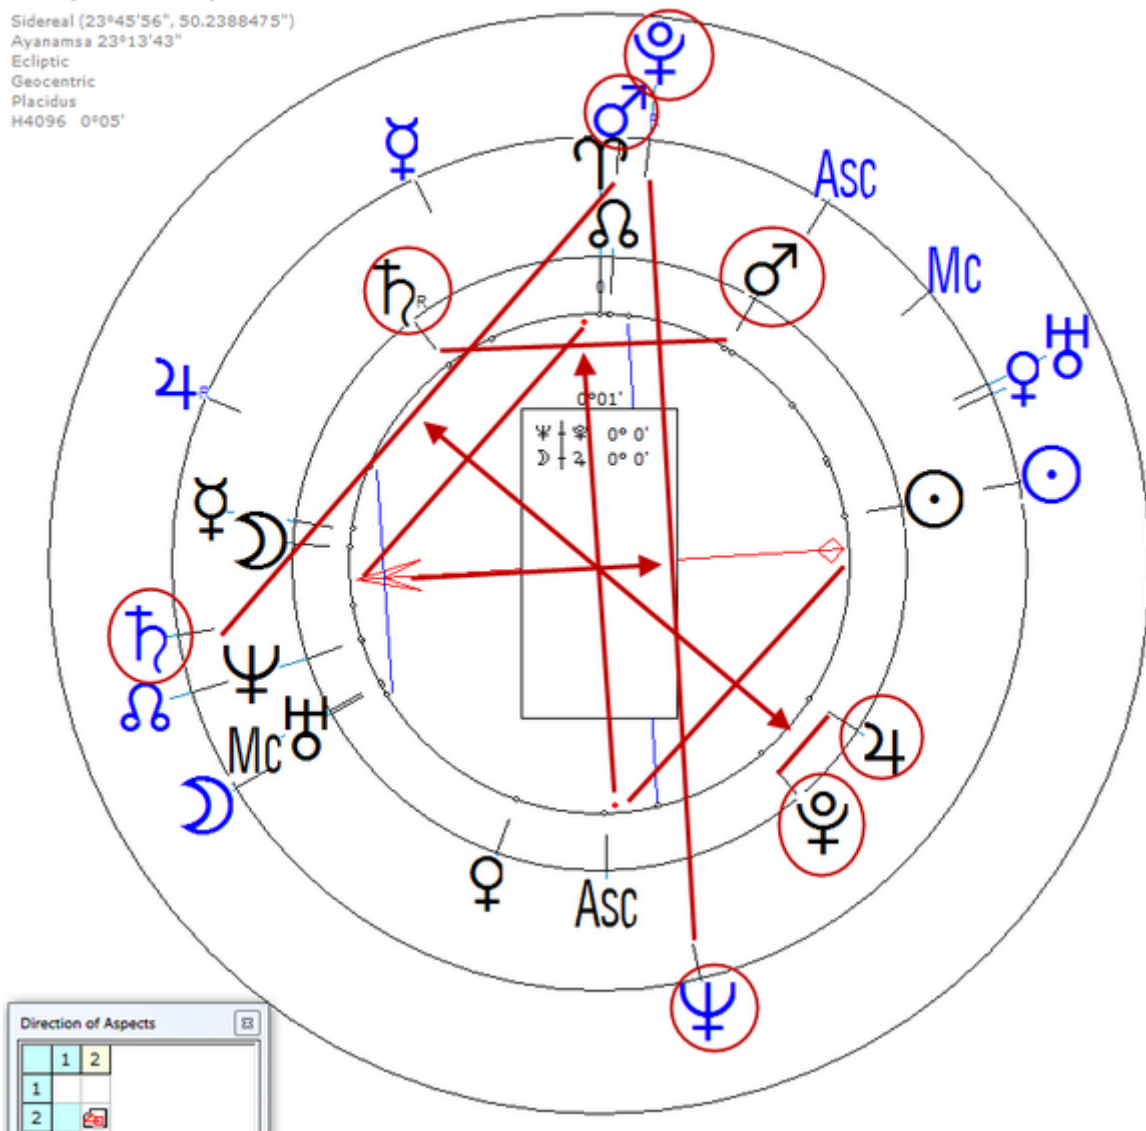 Sidereal (23°45'56", 50.2388475")
Ayanamsa 23°13'43"
Ecliptic
Geocentric
Placidus
H4096 0°05'
R
Asc
R
Mc
0
R
0°01'
♆ ♇ 0° 0'
☽ ♃ 0° 0'
Mc
Asc
Direction of Aspects
1 2
1
2